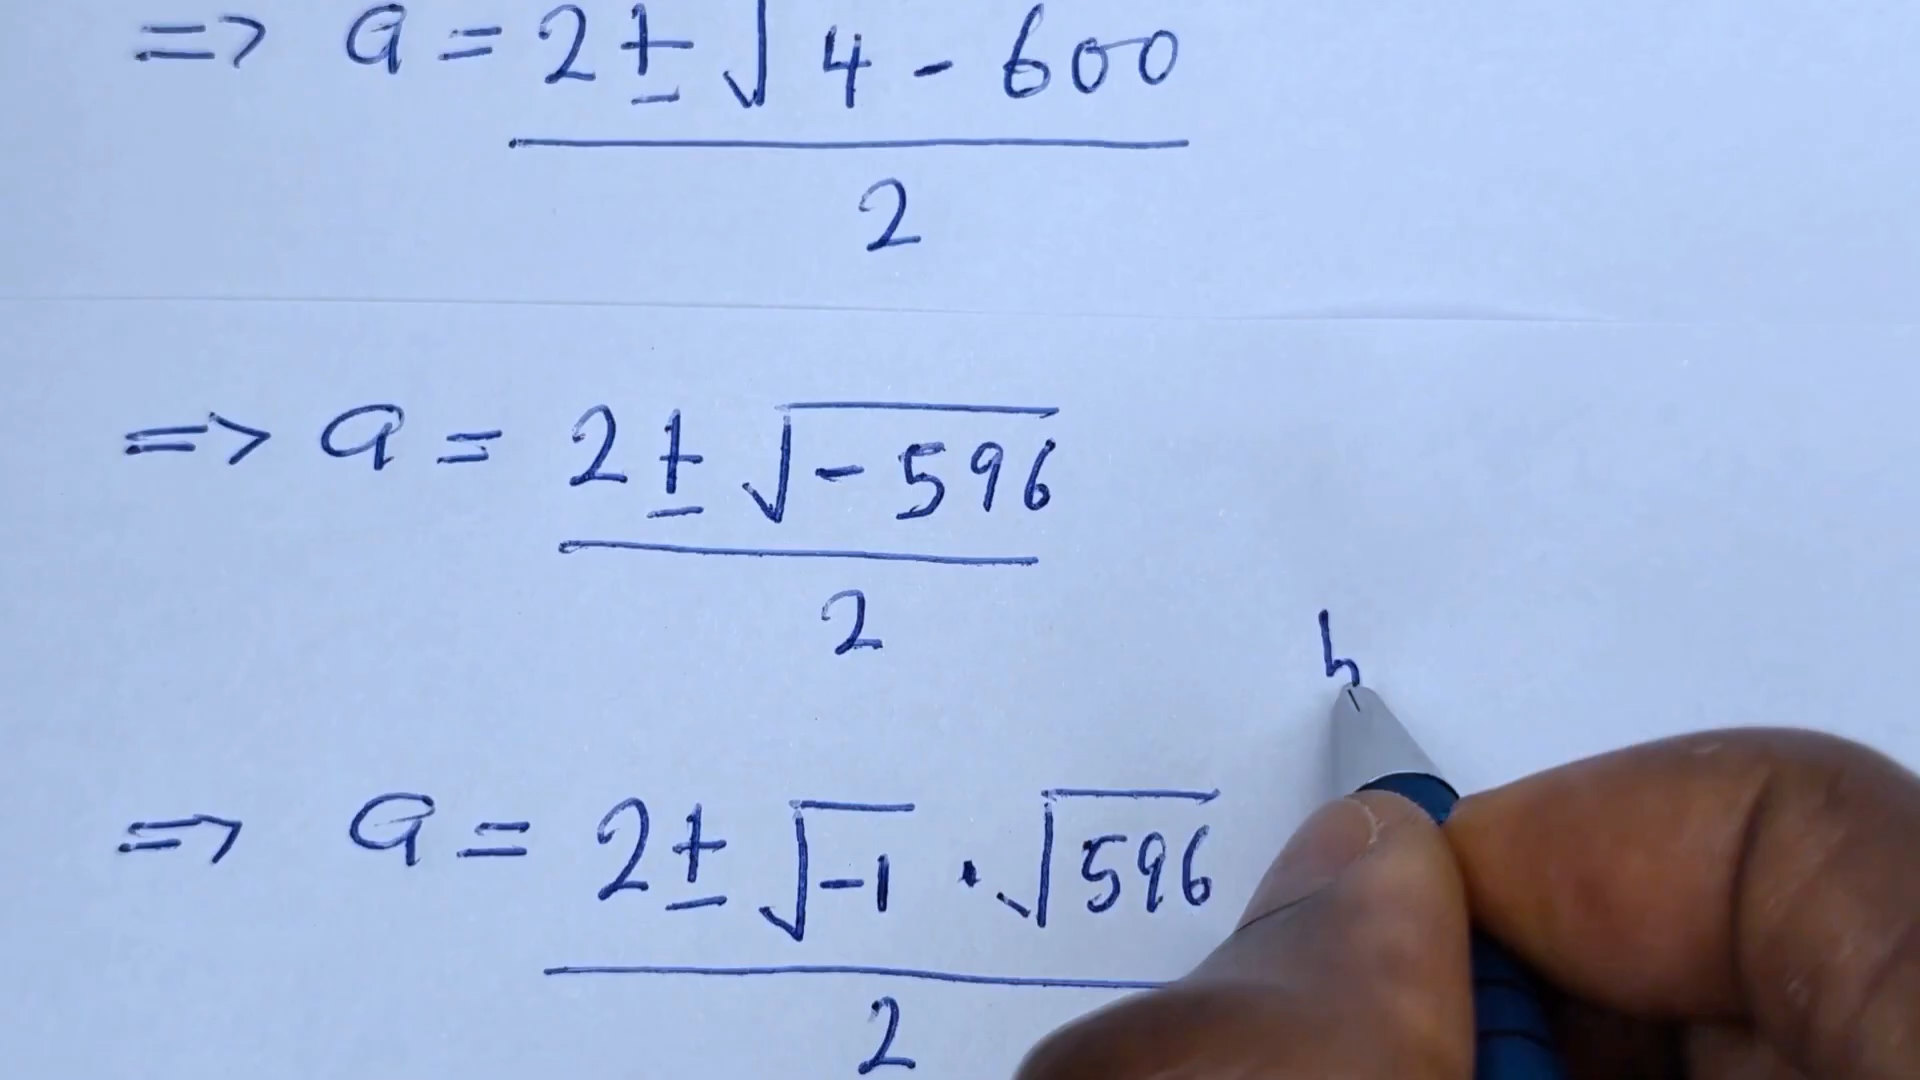 => a = 2 ± √ 4 - 600
2
=> a = 2 ± √-596
2
h
=> a = 2 ± √-1 · √596
2